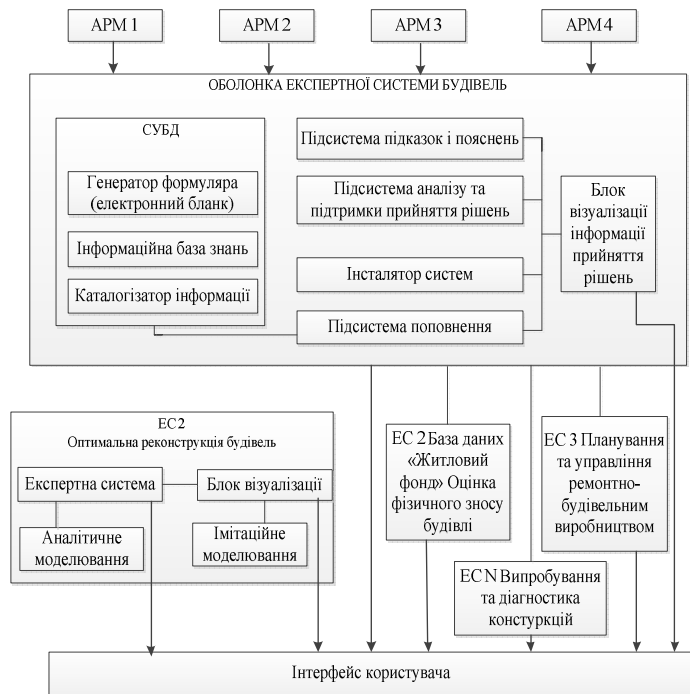 АРМ 1
АРМ 2
АРМ 3
АРМ 4
ОБОЛОНКА ЕКСПЕРТНОЇ СИСТЕМИ БУДІВЕЛЬ
СУБД
Генератор формуляра
(електронний бланк)
Інформаційна база знань
Каталогізатор інформації
Підсистема підказок і пояснень
Підсистема аналізу та
підтримки прийняття рішень
Інсталятор систем
Підсистема поповнення
Блок
візуалізації
інформації
прийняття
рішень
ЕС2
Оптимальна реконструкція будівель
Експертна система
Блок візуалізації
Аналітичне
моделювання
Імітаційне
моделювання
ЕС 2 База даних
«Житловий
фонд» Оцінка
фізичного зносу
будівлі
ЕС 3 Планування
та управління
ремонтно-
будівельним
виробництвом
ЕС N Випробування
та діагностика
констуркцій
Інтерфейс користувача